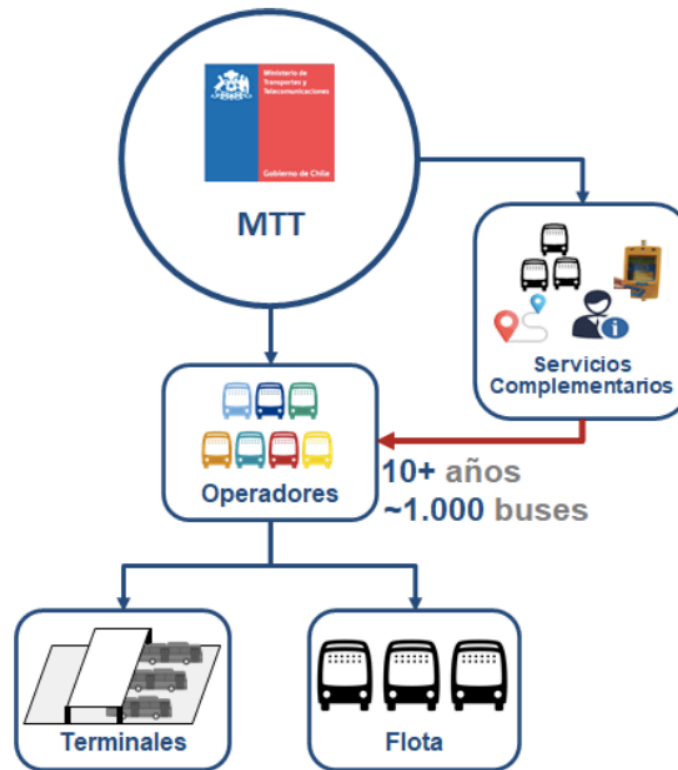 Ministerio de
Transportes y
Telecomunicaciones
Gobierno de Chile
MTT
Servicios
Complementarios
Operadores
10+ años
~1.000 buses
Terminales
Flota